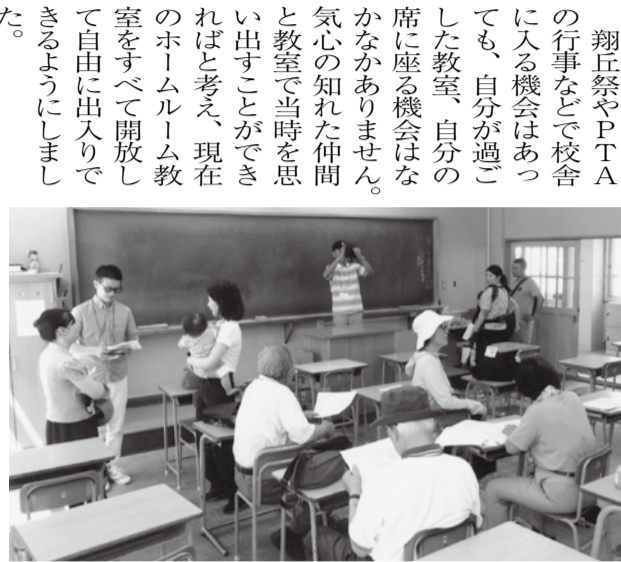 翔丘祭やPTA
の行事などで校舎
に入る機会はあっ
ても、自分が過ご
した教室、自分の
席に座る機会はな
かなかありません。
気心の知れた仲間
と教室で当時を思
い出すことができ
ればと考え、現在
のホームルーム教
室をすべて開放し
て自由に出入りで
きるようにしまし
た。